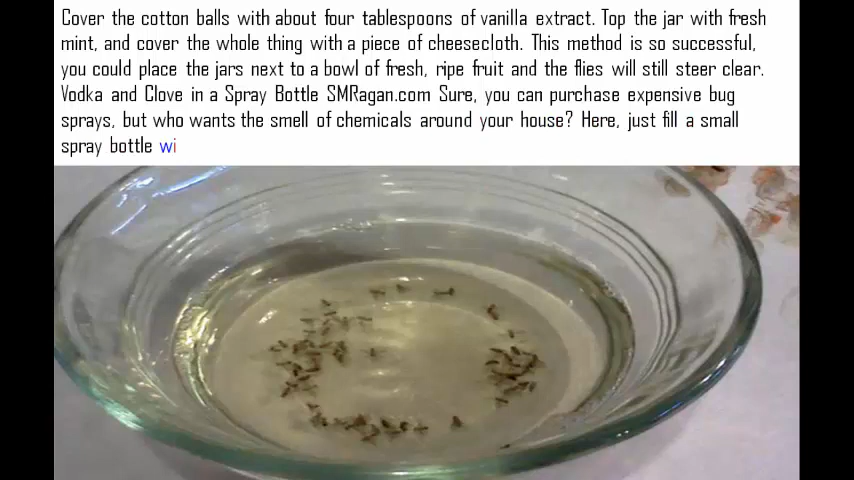 Cover the cotton balls with about four tablespoons of vanilla extract. Top the jar with fresh
mint, and cover the whole thing with a piece of cheesecloth. This method is so successful,
you could place the jars next to a bowl of fresh, ripe fruit and the flies will still steer clear.
Vodka and Clove in a Spray Bottle SMRagan.com Sure, you can purchase expensive bug
sprays, but who wants the smell of chemicals around your house? Here, just fill a small
spray bottle wi